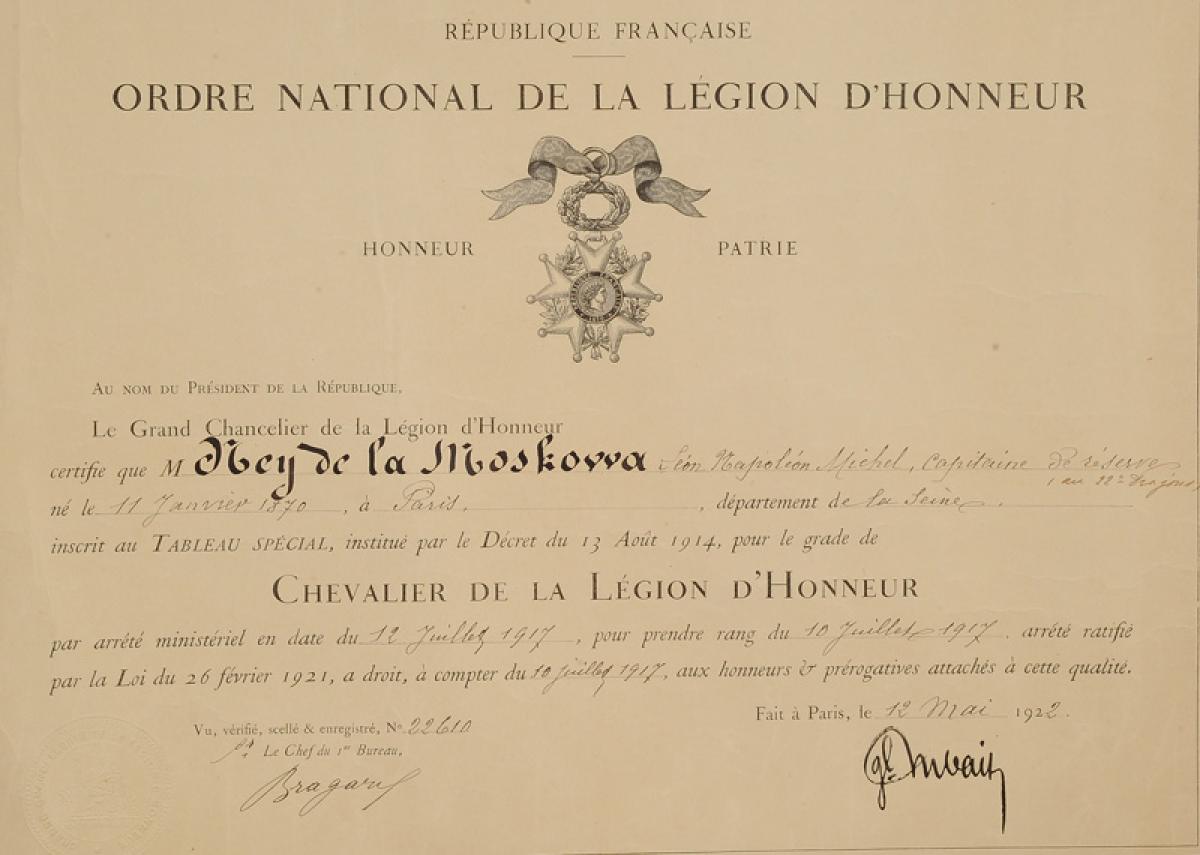 RÉPUBLIQUE FRANÇAISE
ORDRE NATIONAL DE LA LÉGION D'HONNEUR
HONNEUR PATRIE
AU NOM DU PRÉSIDENT DE LA RÉPUBLIQUE,
Le Grand Chancelier de la Légion d'Honneur
certifie que M Ney de la Moskowa Léon Napoléon Michel, Capitaine de réserve
au 22e Dragons
né le 11 Janvier 1870, à Paris, département de la Seine.
inscrit au TABLEAU SPÉCIAL, institué par le Décret du 13 Août 1914, pour le grade de
CHEVALIER DE LA LÉGION D'HONNEUR
par arrété ministériel en date du 12 Juillet 1917, pour prendre rang du 10 Juillet 1917. arrété ratifié
par la Loi du 26 février 1921, a droit, à compter du 10 juillet 1917, aux honneurs & prérogatives attachés à cette qualité.
Fait à Paris, le 12 Mai 1922.
Vu, vérifié, scellé & enregistré, No 22610
Le Chef du 1er Bureau,